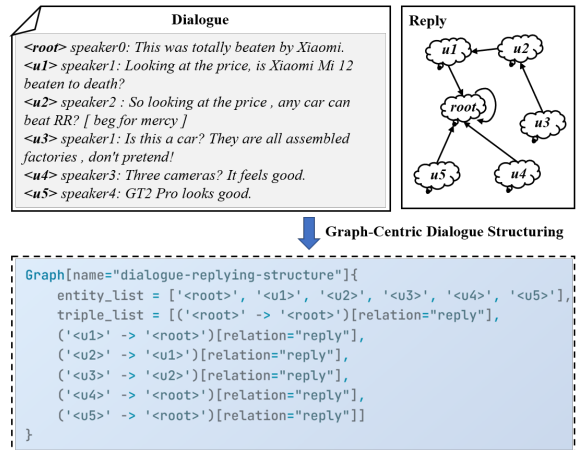 Dialogue
<root> speaker0: This was totally beaten by Xiaomi.
<u1> speaker1: Looking at the price, is Xiaomi Mi 12
beaten to death?
<u2> speaker2 : So looking at the price , any car can
beat RR? [ beg for mercy ]
<u3> speaker1: Is this a car? They are all assembled
factories , don't pretend!
<u4> speaker3: Three cameras? It feels good.
<u5> speaker4: GT2 Pro looks good.
Reply
u1
u2
root
u3
u5
u4
Graph-Centric Dialogue Structuring
Graph[name="dialogue-replying-structure"]{
entity_list = ['<root>', '<u1>', '<u2>', '<u3>', '<u4>', '<u5>'],
triple_list = [('<root>' -> '<root>')[relation="reply"],
('<u1>' -> '<root>')[relation="reply"],
('<u2>' -> '<u1>')[relation="reply"],
('<u3>' -> '<u2>')[relation="reply"],
('<u4>' -> '<root>')[relation="reply"],
('<u5>' -> '<root>')[relation="reply"]]
}